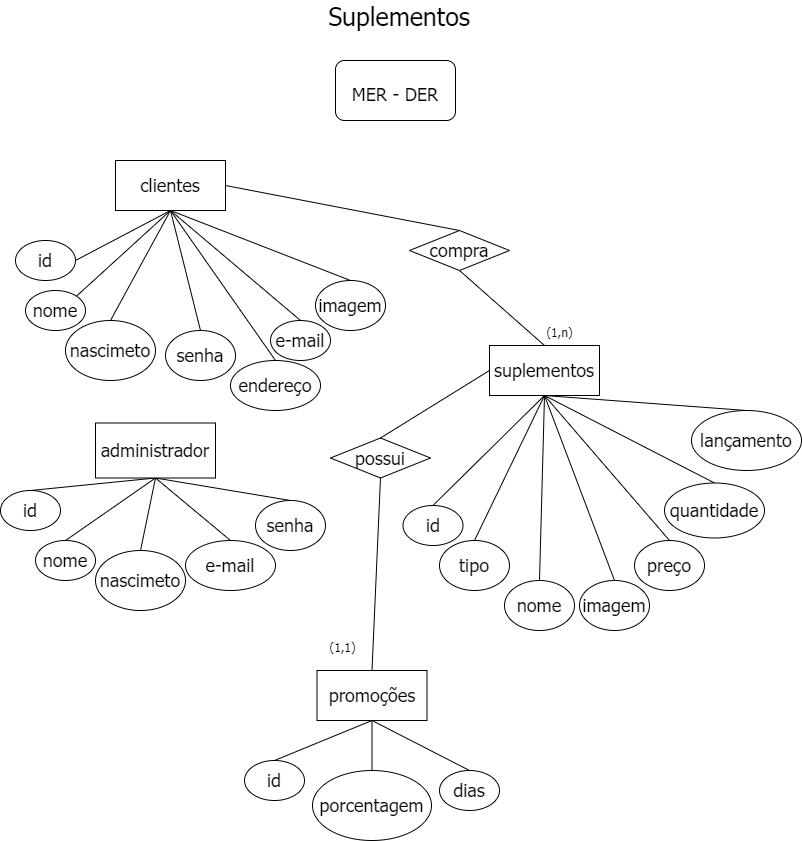 Suplementos
MER - DER
clientes
id
nome
nascimeto
senha
endereço
e-mail
imagem
compra
(1,n)
suplementos
id
tipo
nome
imagem
preço
quantidade
lançamento
administrador
id
nome
nascimeto
e-mail
senha
possui
(1,1)
promoções
id
porcentagem
dias